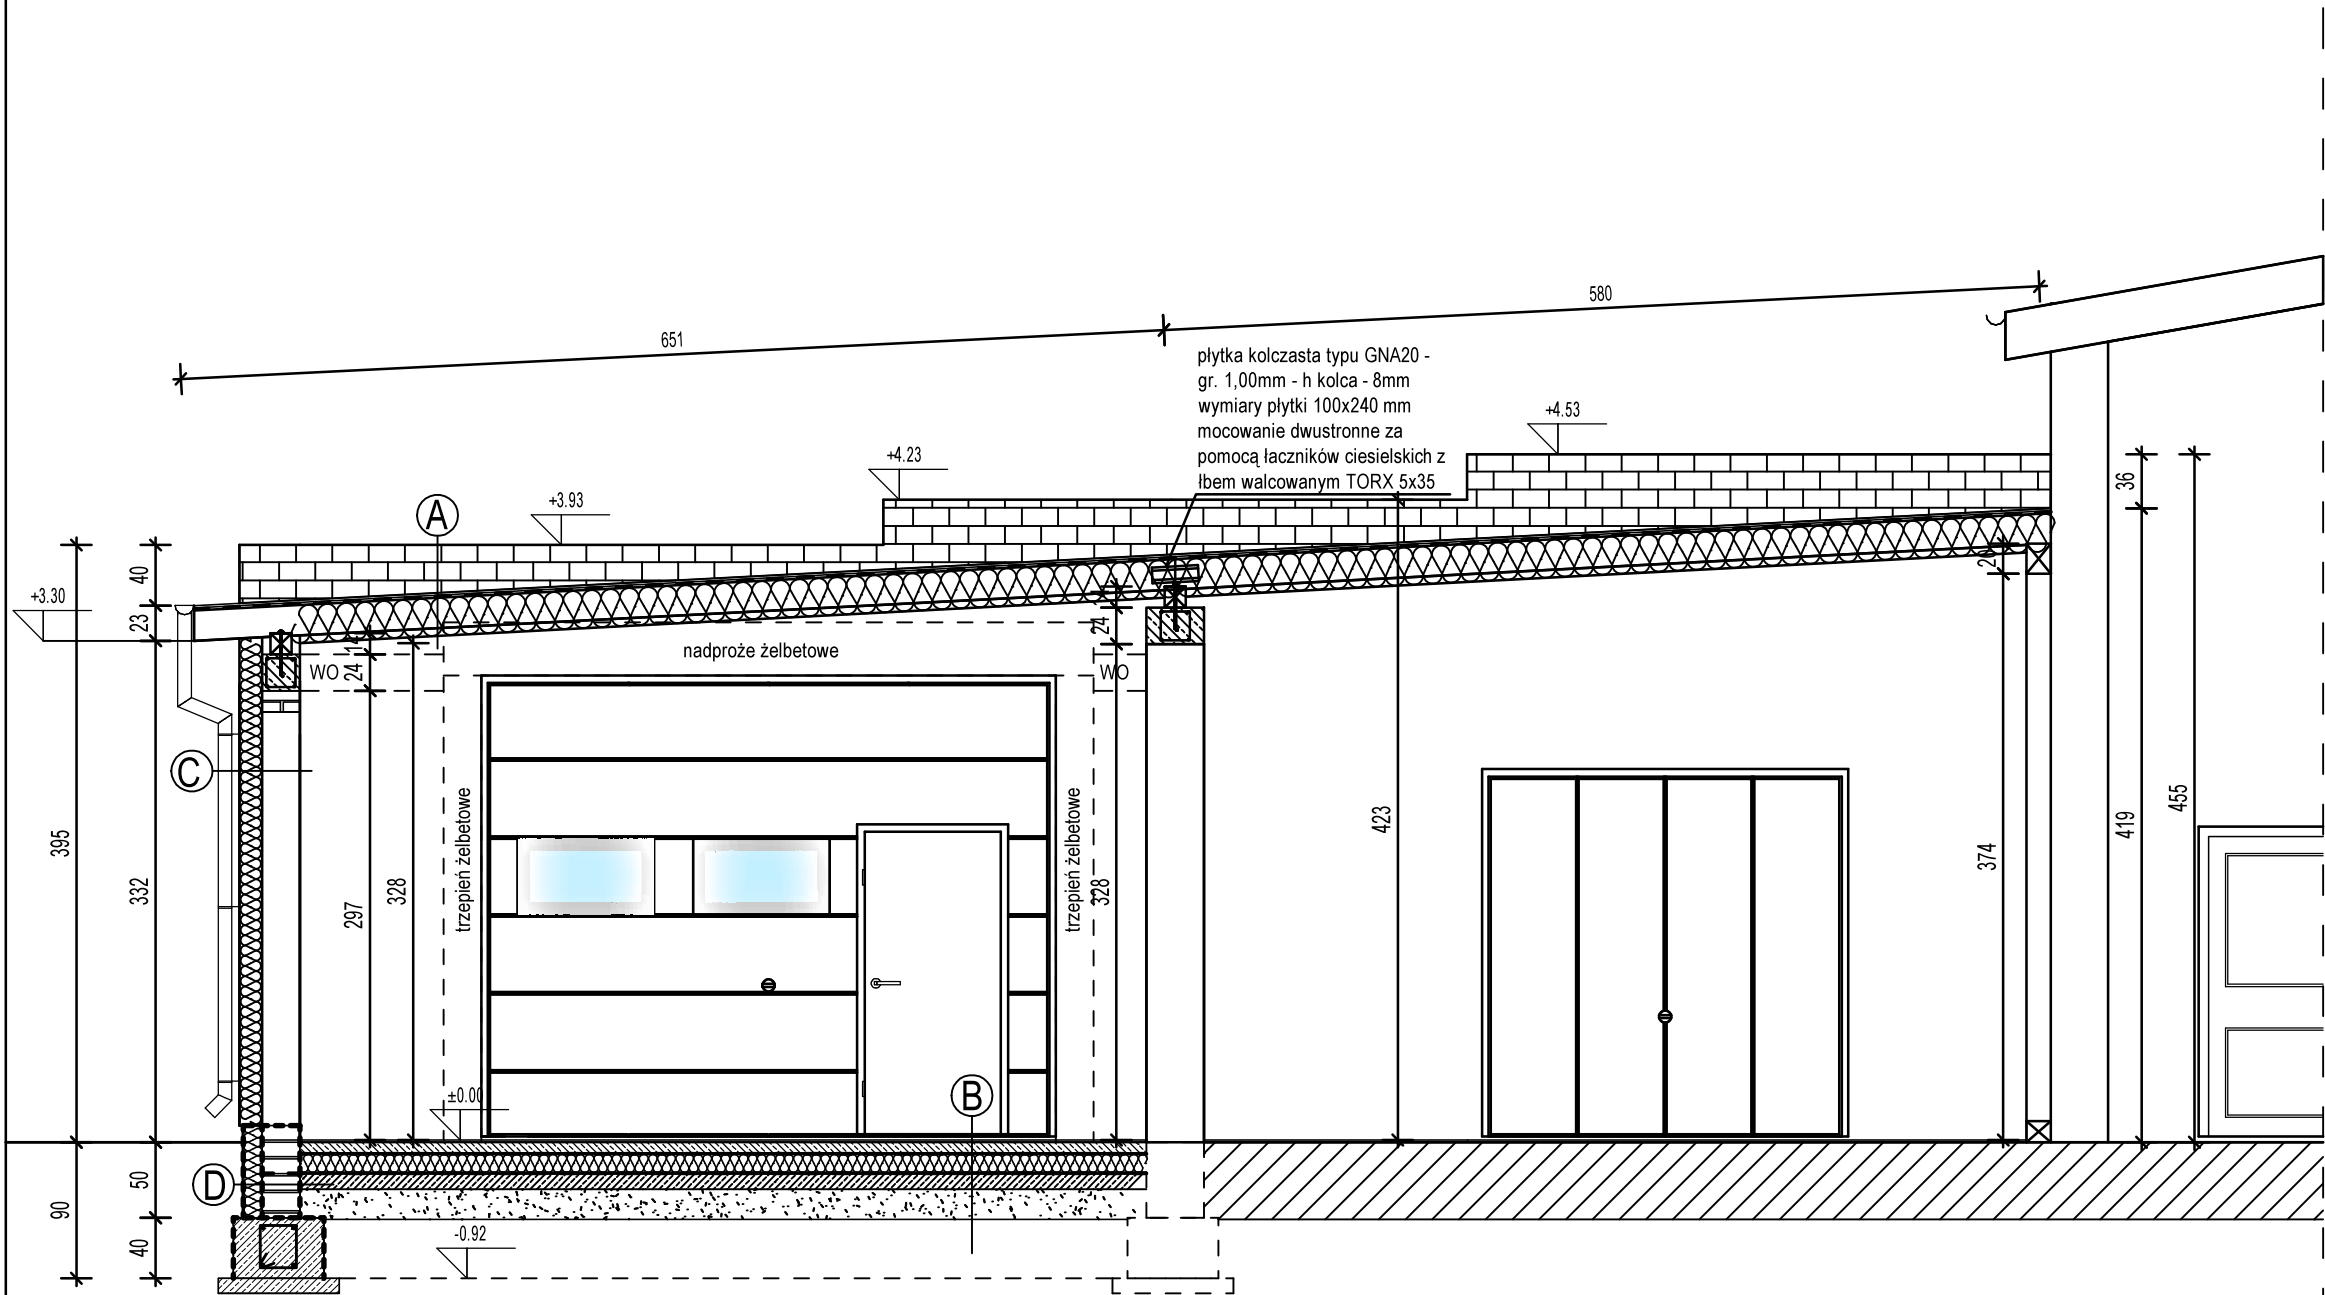 580
651
płytka kolczasta typu GNA20 -
gr. 1,00mm - h kolca - 8mm
wymiary płytki 100x240 mm
mocowanie dwustronne za
pomocą łaczników ciesielskich z
łbem walcowanym TORX 5x35
+4.53
+4.23
+3.93
A
+3.30
40
23
36
20
24
14
24
WO
nadproże żelbetowe
WO
C
395
332
297
328
trzepień żelbetowe
trzepień żelbetowe
328
423
374
419
455
±0.00
B
D
50
90
40
-0.92